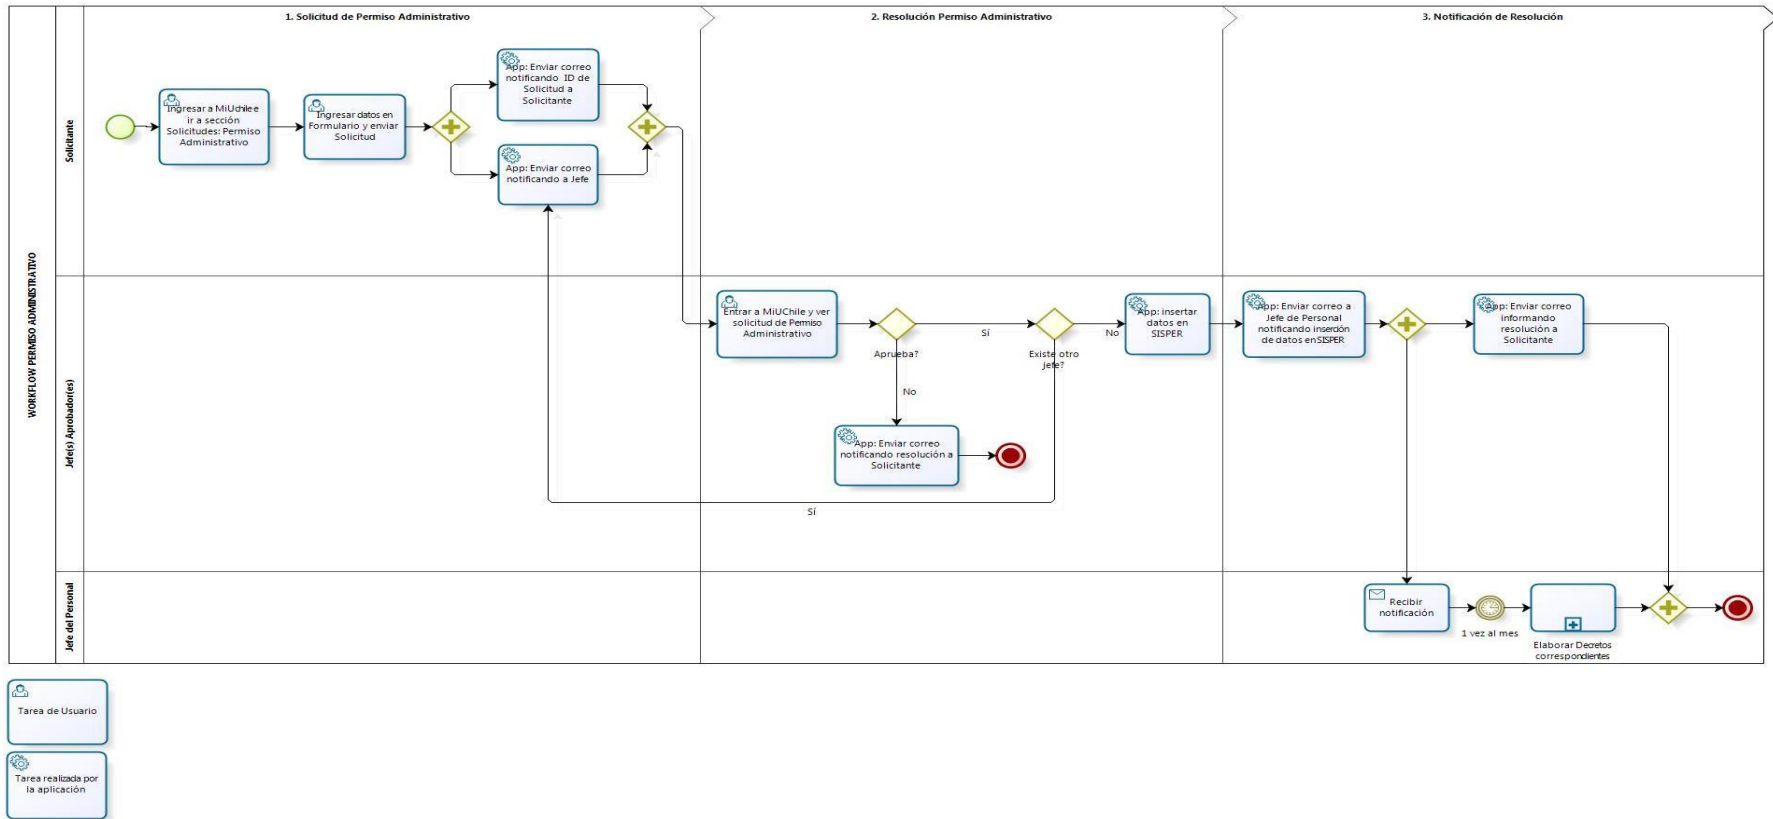 1. Solicitud de Permiso Administrativo
2. Resolución Permiso Administrativo
3. Notificación de Resolución
WORKFLOW PERMISO ADMINISTRATIVO
Solicitante
Ingresar a MiUchile e
ir a sección
Solicitudes: Permiso
Administrativo
Ingresar datos en
Formulario y enviar
Solicitud
App: Enviar correo
notificando ID de
Solicitud a
Solicitante
App: Enviar correo
notificando a Jefe
Jefe(s) Aprobador(es)
Entrar a MiUChile y ver
solicitud de Permiso
Administrativo
Aprueba?
Sí
No
Existe otro
jefe?
No
Sí
App: insertar
datos en
SISPER
App: Enviar correo
notificando resolución a
Solicitante
App: Enviar correo a
Jefe de Personal
notificando inserción
de datos en SISPER
App: Enviar correo
informando
resolución a
Solicitante
Jefe del Personal
Recibir
notificación
1 vez al mes
Elaborar Decretos
correspondientes
Tarea de Usuario
Tarea realizada por
la aplicación